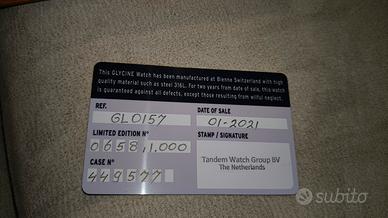 This GLYCINE Watch has been manufactured at Bienne Switzerland with high
quality material such as steel 316L. For two years from date of sale, this watch
is guaranteed against all defects, except those resulting from wilful neglect.
REF.
GL0157
DATE OF SALE
01-2021
LIMITED EDITION N°
0658/1.000
STAMP / SIGNATURE
CASE N°
449577
Tandem Watch Group BV
The Netherlands
subito